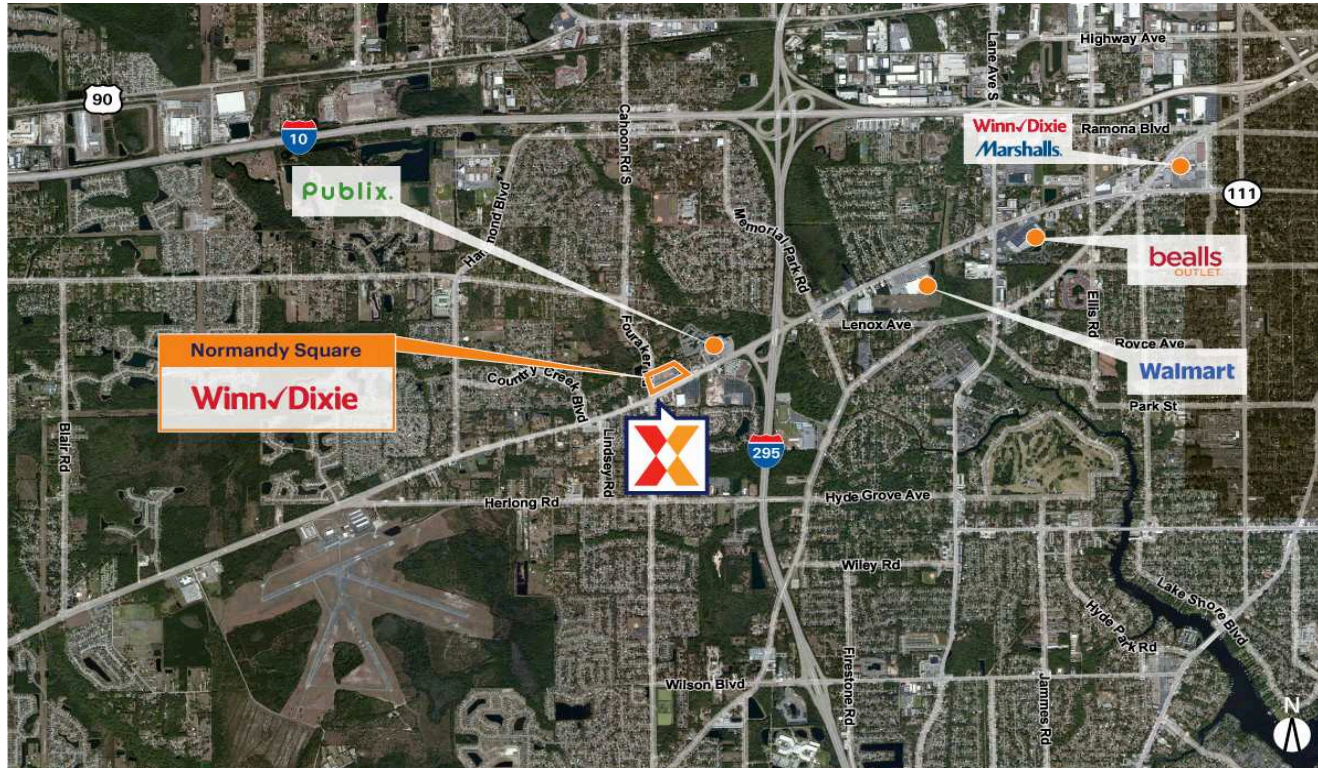 Highway Ave
Lane Ave S
90
10
Cahoon Rd S
Winn Dixie
Marshalls.
Ramona Blvd
Publix.
111
Hammond Blvd
Memorial Park Rd
bealls
OUTLET
Ellis Rd
Lenox Ave
Royce Ave
Normandy Square
Winn Dixie
Fouraker
Country Creek Blvd
Walmart
Park St
Blair Rd
Lindsey Rd
295
Herlong Rd
Hyde Grove Ave
Wiley Rd
Lake Shore Blvd
Hyde Park Rd
Wilson Blvd
Firestone Rd
Jammes Rd
N